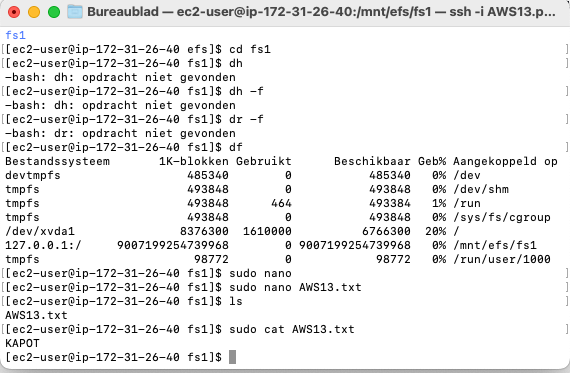 Bureaublad — ec2-user@ip-172-31-26-40:/mnt/efs/fs1 — ssh -i AWS13.p...
fs1
[[ec2-user@ip-172-31-26-40 efs]$ cd fs1 ]
[[ec2-user@ip-172-31-26-40 fs1]$ dh ]
-bash: dh: opdracht niet gevonden
[[ec2-user@ip-172-31-26-40 fs1]$ dh -f ]
-bash: dh: opdracht niet gevonden
[[ec2-user@ip-172-31-26-40 fs1]$ dr -f ]
-bash: dr: opdracht niet gevonden
[[ec2-user@ip-172-31-26-40 fs1]$ df ]
Bestandssysteem 1K-blokken Gebruikt Beschikbaar Geb% Aangekoppeld op
devtmpfs 485340 0 485340 0% /dev
tmpfs 493848 0 493848 0% /dev/shm
tmpfs 493848 464 493384 1% /run
tmpfs 493848 0 493848 0% /sys/fs/cgroup
/dev/xvda1 8376300 1610000 6766300 20% /
127.0.0.1:/ 9007199254739968 0 9007199254739968 0% /mnt/efs/fs1
tmpfs 98772 0 98772 0% /run/user/1000
[[ec2-user@ip-172-31-26-40 fs1]$ sudo nano ]
[[ec2-user@ip-172-31-26-40 fs1]$ sudo nano AWS13.txt ]
[[ec2-user@ip-172-31-26-40 fs1]$ ls ]
AWS13.txt
[[ec2-user@ip-172-31-26-40 fs1]$ sudo cat AWS13.txt ]
KAPOT
[ec2-user@ip-172-31-26-40 fs1]$